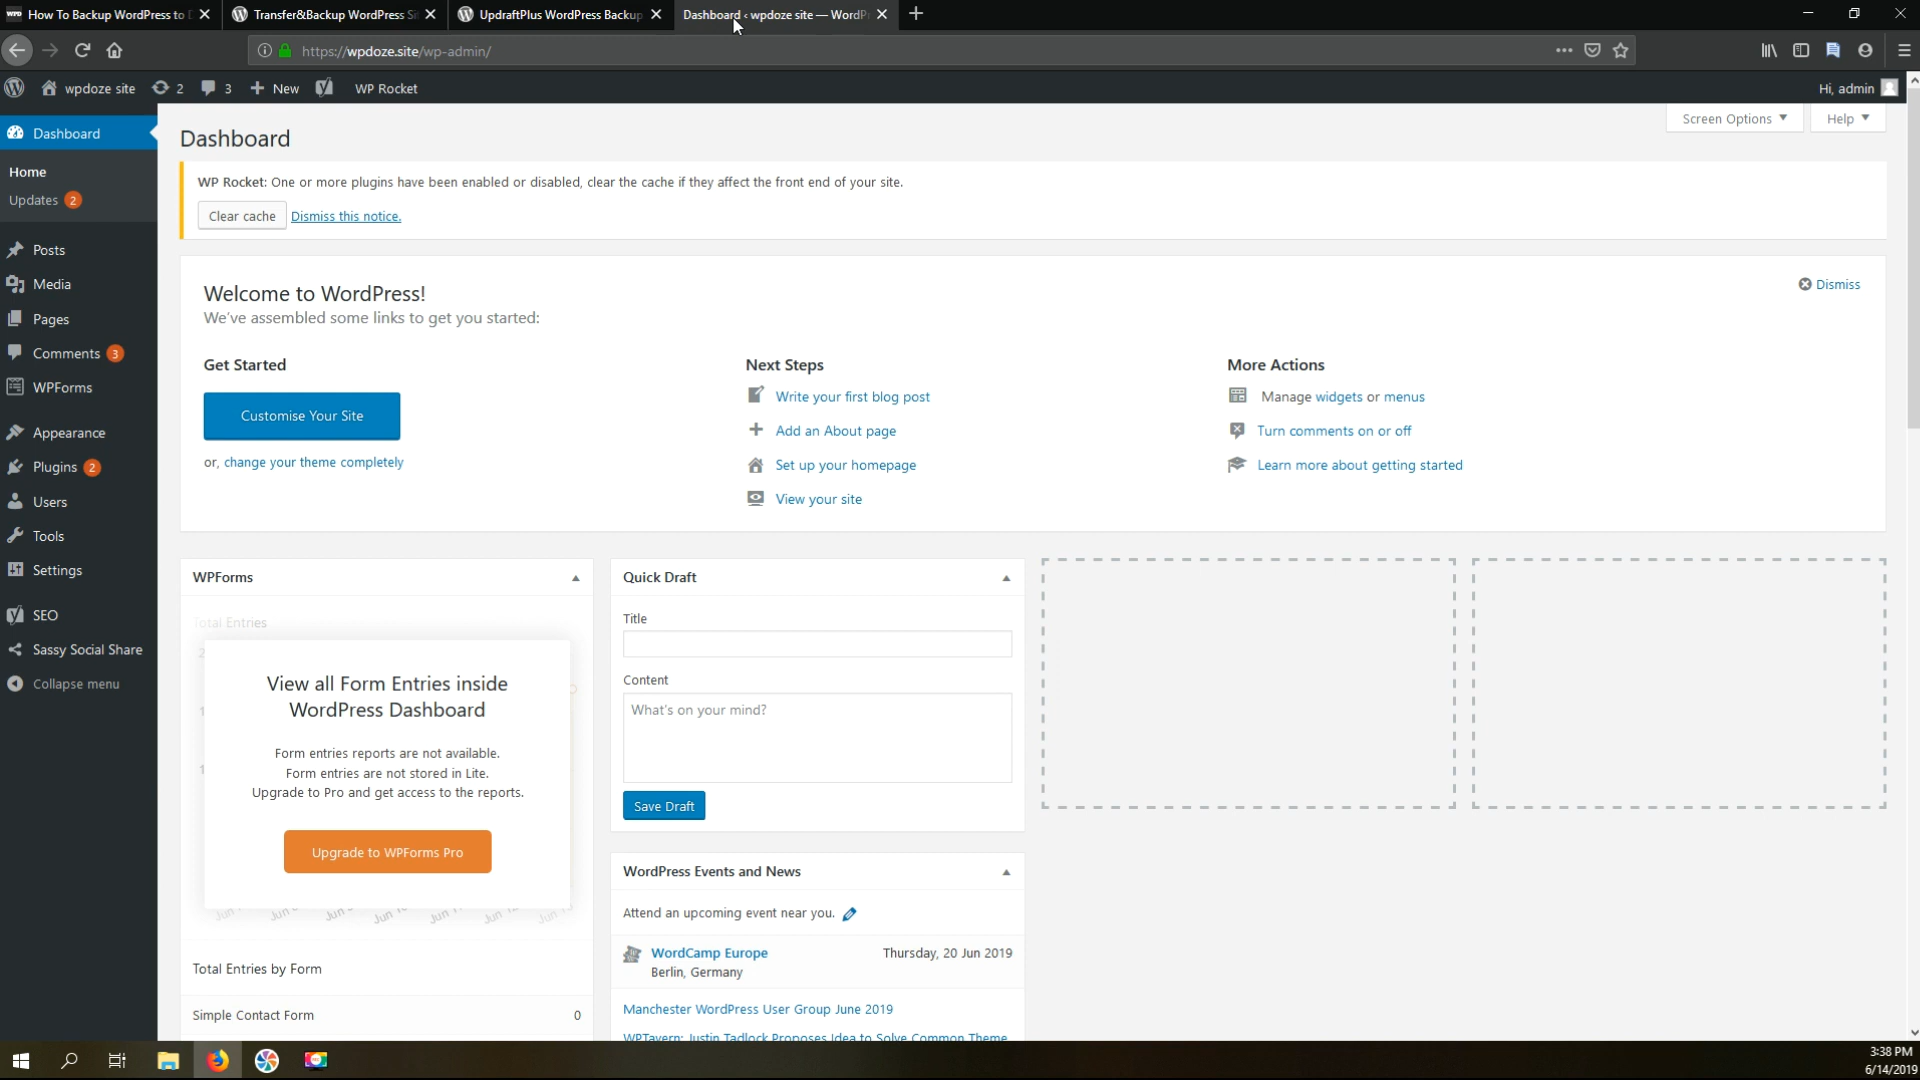 How To Backup WordPress to
Transfer&Backup WordPress Si
UpdraftPlus WordPress Backup
Dashboard ‹ wpdoze site — WordP
https://wpdoze.site/wp-admin/
wpdoze site
2
3
New
WP Rocket
Hi, admin
Dashboard
Home
Updates 2
Posts
Media
Pages
Comments 3
WPForms
Appearance
Plugins 2
Users
Tools
Settings
SEO
Sassy Social Share
Collapse menu
Screen Options
Help
Dashboard
WP Rocket: One or more plugins have been enabled or disabled, clear the cache if they affect the front end of your site.
Clear cache Dismiss this notice.
Welcome to WordPress!
We've assembled some links to get you started:
Dismiss
Get Started
Customise Your Site
or, change your theme completely
Next Steps
Write your first blog post
Add an About page
Set up your homepage
View your site
More Actions
Manage widgets or menus
Turn comments on or off
Learn more about getting started
WPForms
Total Entries
View all Form Entries inside
WordPress Dashboard
Form entries reports are not available.
Form entries are not stored in Lite.
Upgrade to Pro and get access to the reports.
Upgrade to WPForms Pro
Total Entries by Form
Simple Contact Form 0
Quick Draft
Title
Content
What's on your mind?
Save Draft
WordPress Events and News
Attend an upcoming event near you.
WordCamp Europe Thursday, 20 Jun 2019
Berlin, Germany
Manchester WordPress User Group June 2019
WPTavern: Justin Tadlock Proposes Idea to Solve Common Theme
3:38 PM
6/14/2019